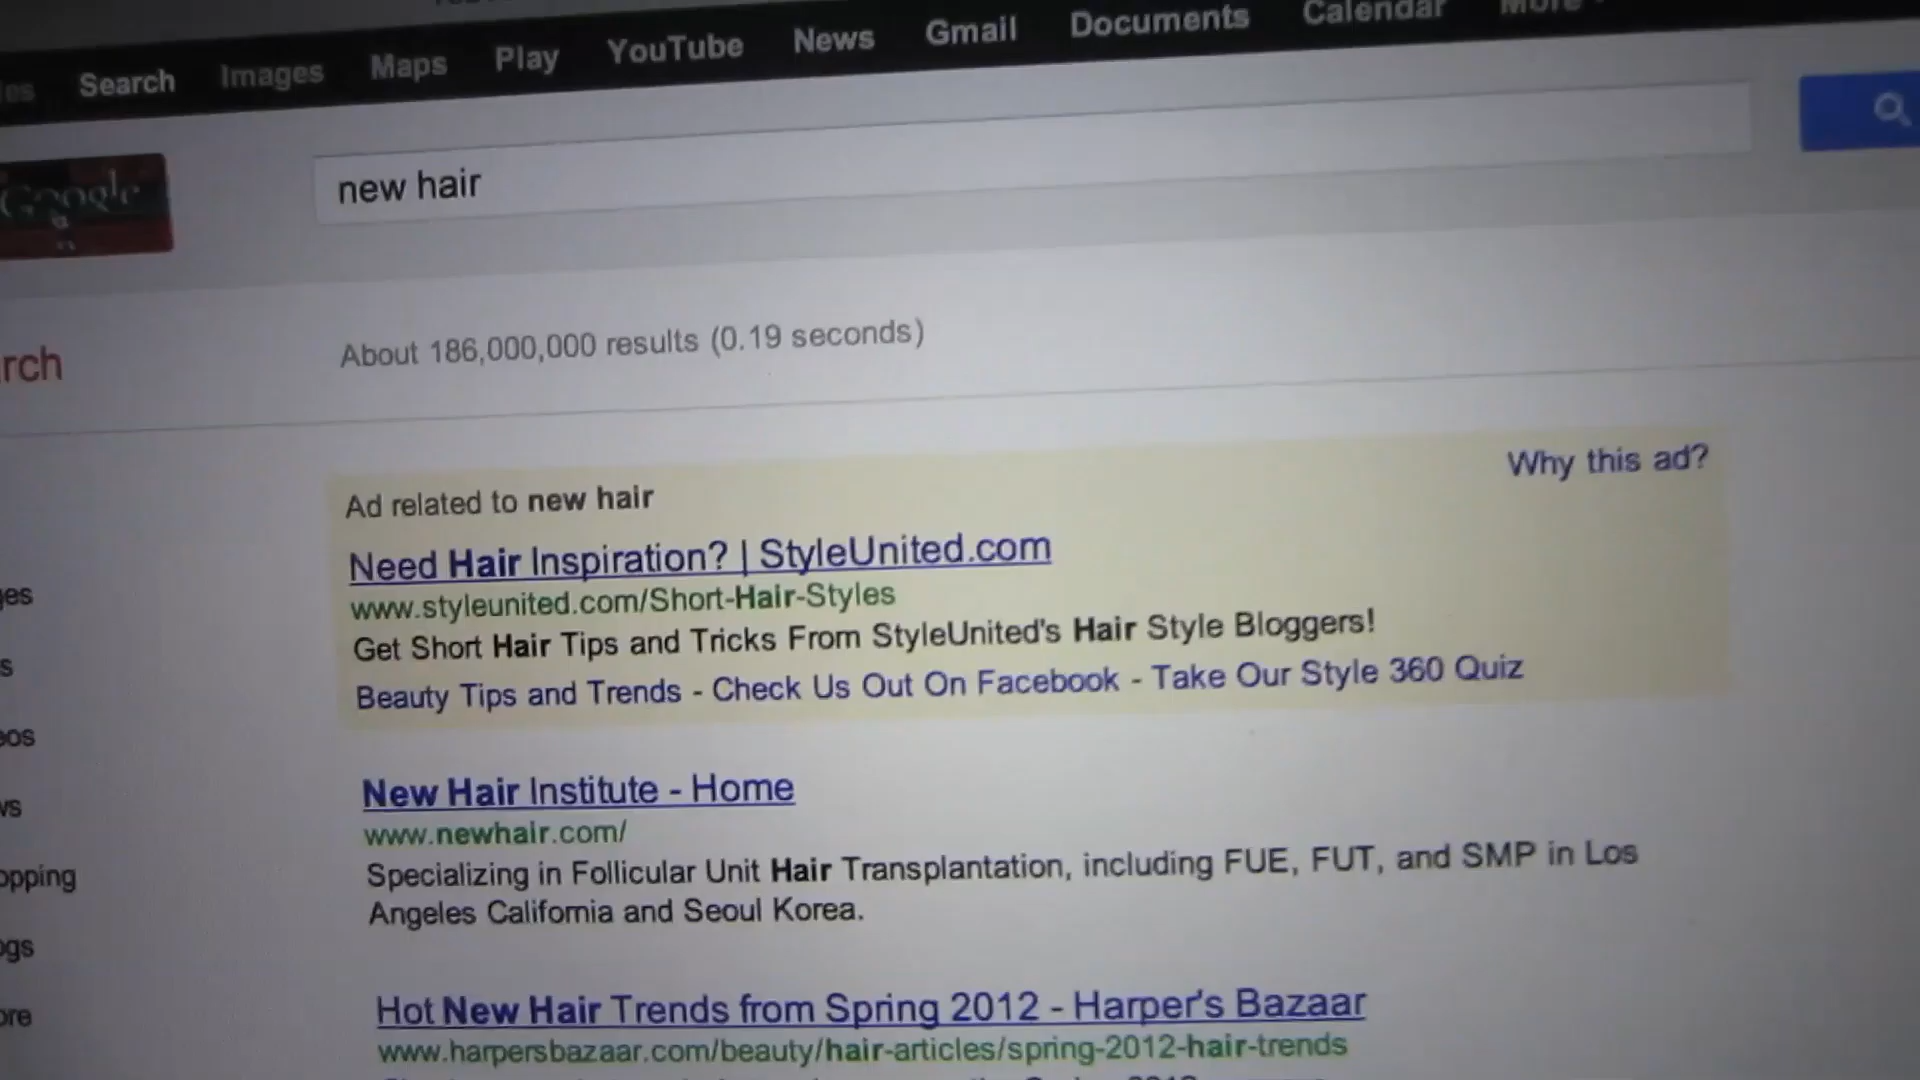 Search Images Maps Play YouTube News Gmail Documents Calendar More
Google
new hair
About 186,000,000 results (0.19 seconds)
Ad related to new hair
Why this ad?
Need Hair Inspiration? | StyleUnited.com
www.styleunited.com/Short-Hair-Styles
Get Short Hair Tips and Tricks From StyleUnited's Hair Style Bloggers!
Beauty Tips and Trends - Check Us Out On Facebook - Take Our Style 360 Quiz
New Hair Institute - Home
www.newhair.com/
Specializing in Follicular Unit Hair Transplantation, including FUE, FUT, and SMP in Los
Angeles California and Seoul Korea.
Hot New Hair Trends from Spring 2012 - Harper's Bazaar
www.harpersbazaar.com/beauty/hair-articles/spring-2012-hair-trends